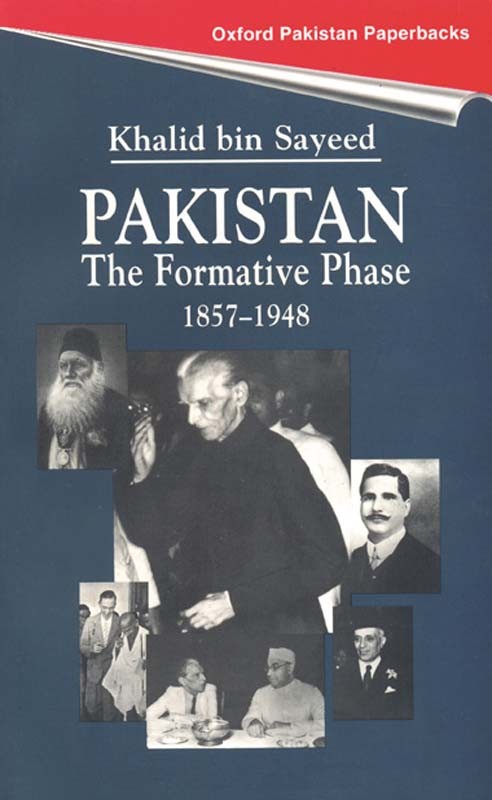 Oxford Pakistan Paperbacks
Khalid bin Sayeed
PAKISTAN
The Formative Phase
1857–1948